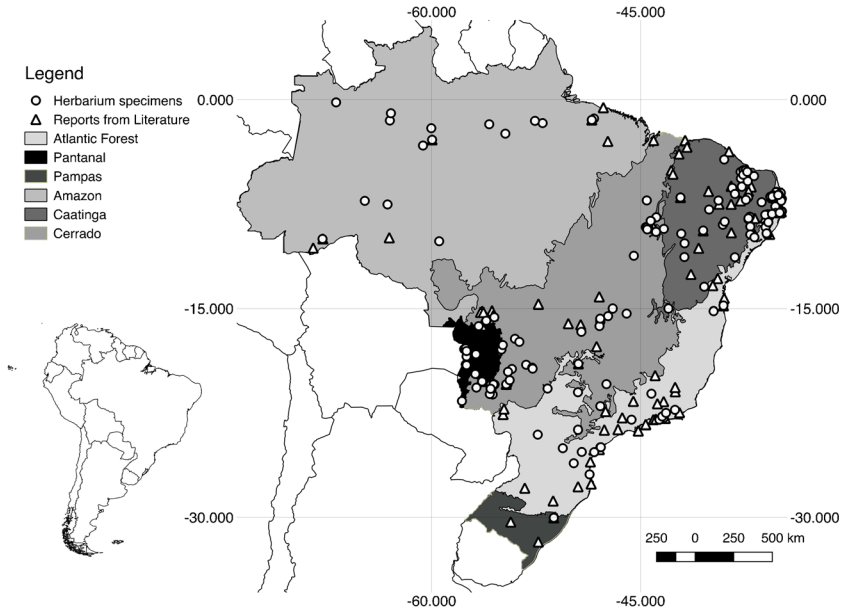 -60.000 -45.000
Legend
Herbarium specimens
Reports from Literature
Atlantic Forest
Pantanal
Pampas
Amazon
Caatinga
Cerrado
0.000 0.000
-15.000 -15.000
-30.000 -30.000
250 0 250 500 km
-60.000 -45.000